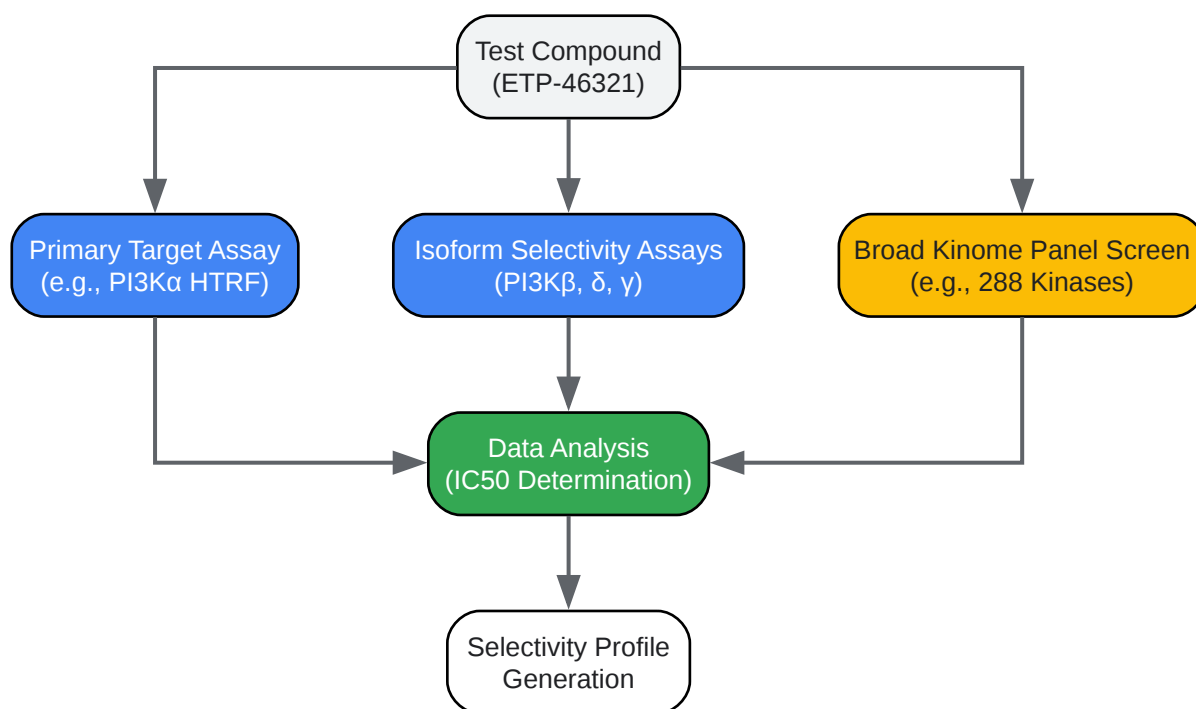 Test Compound
(ETP-46321)
Primary Target Assay
(e.g., PI3Kα HTRF)
Isoform Selectivity Assays
(PI3Kβ, δ, γ)
Broad Kinome Panel Screen
(e.g., 288 Kinases)
Data Analysis
(IC50 Determination)
Selectivity Profile
Generation